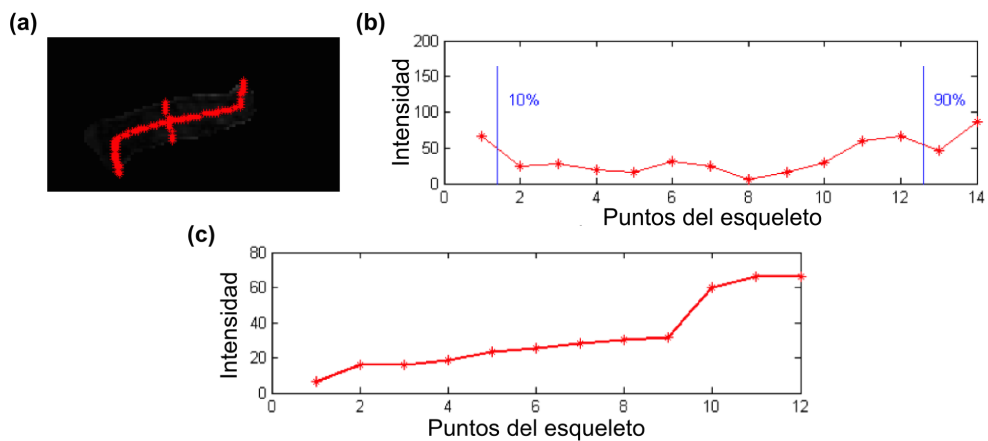 (a)
(b)
200
150
100
50
0
Intensidad
10%
90%
0 2 4 6 8 10 12 14
Puntos del esqueleto
(c)
80
60
40
20
0
Intensidad
0 2 4 6 8 10 12
Puntos del esqueleto